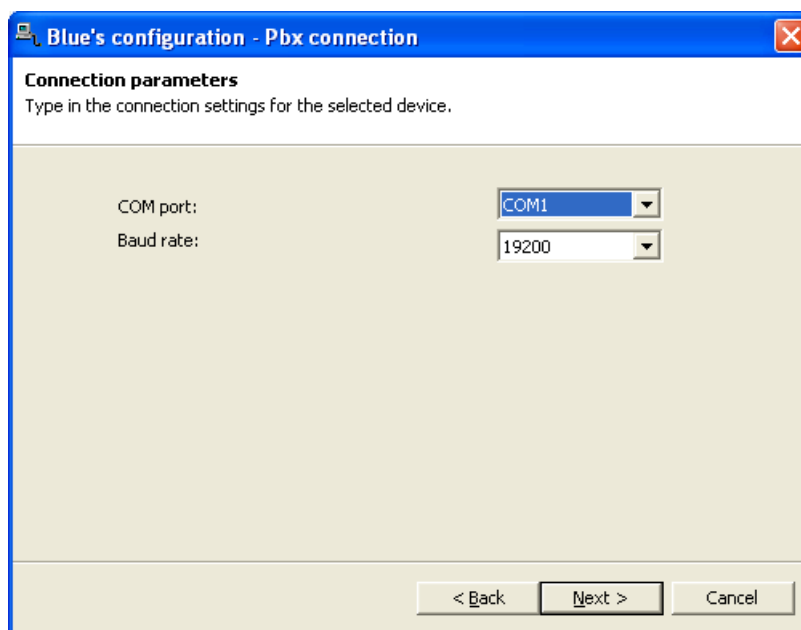 Blue's configuration - Pbx connection
Connection parameters
Type in the connection settings for the selected device.
COM port:
COM1
Baud rate:
19200
< Back
Next >
Cancel